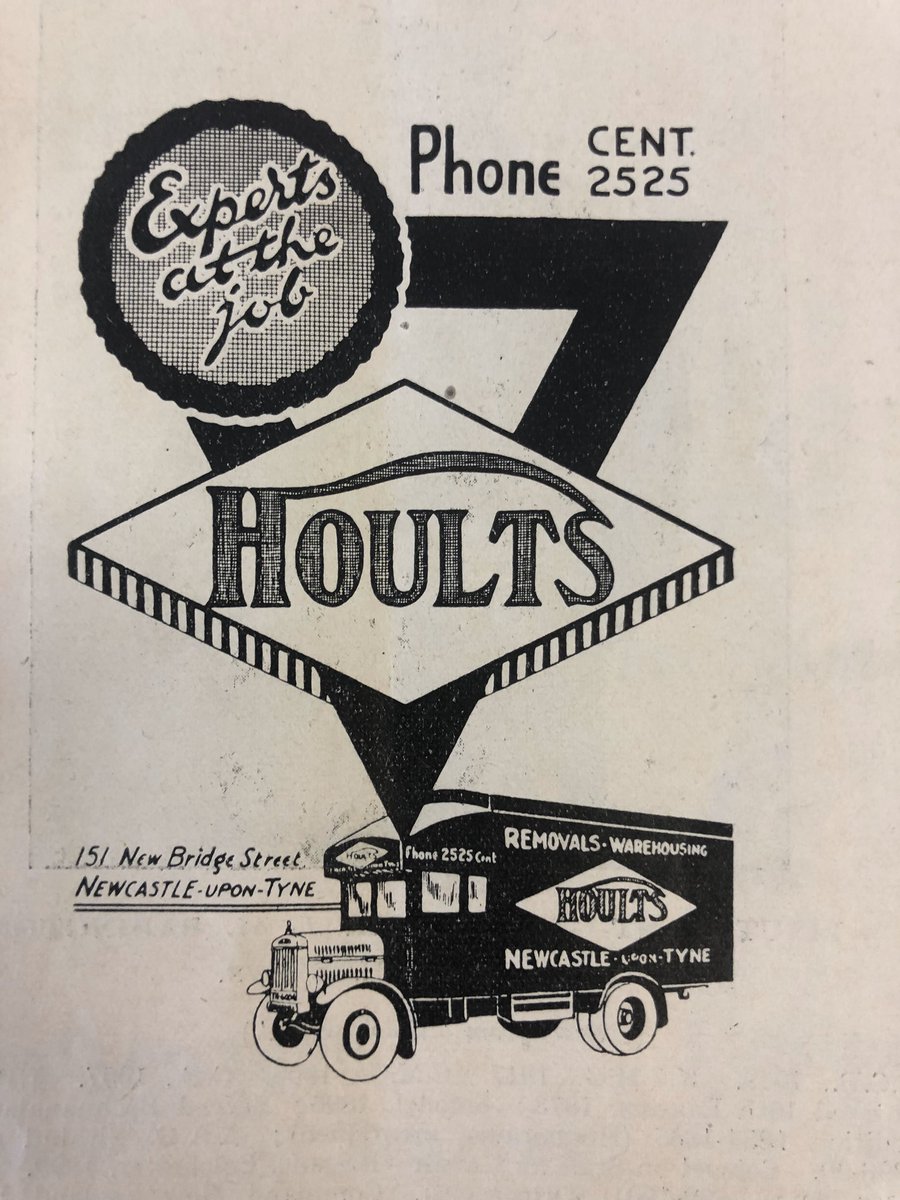 Experts
at the
job
Phone CENT.
2525
HOULTS
151 New Bridge Street
NEWCASTLE-UPON-TYNE
HOULTS
Phone 2525 Cent
REMOVALS · WAREHOUSING
HOULTS
NEWCASTLE-UPON-TYNE